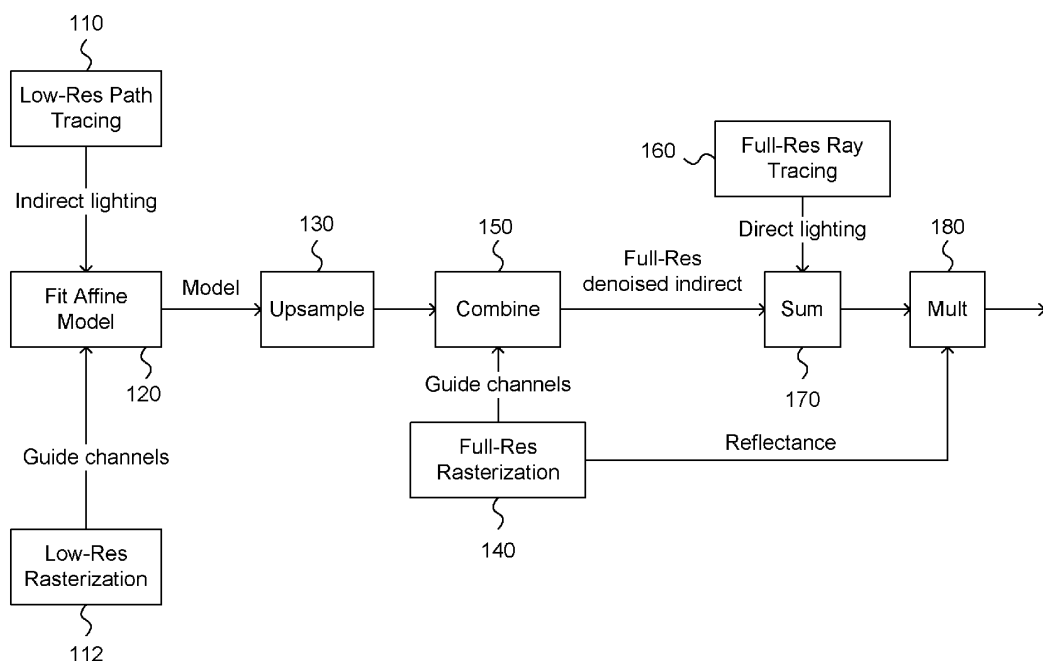 110
Low-Res Path
Tracing
Indirect lighting
Fit Affine
Model
120
Guide channels
Low-Res
Rasterization
112
Model
130
Upsample
150
Combine
Guide channels
Full-Res
Rasterization
140
Full-Res
denoised indirect
160
Full-Res Ray
Tracing
Direct lighting
Sum
170
180
Mult
Reflectance